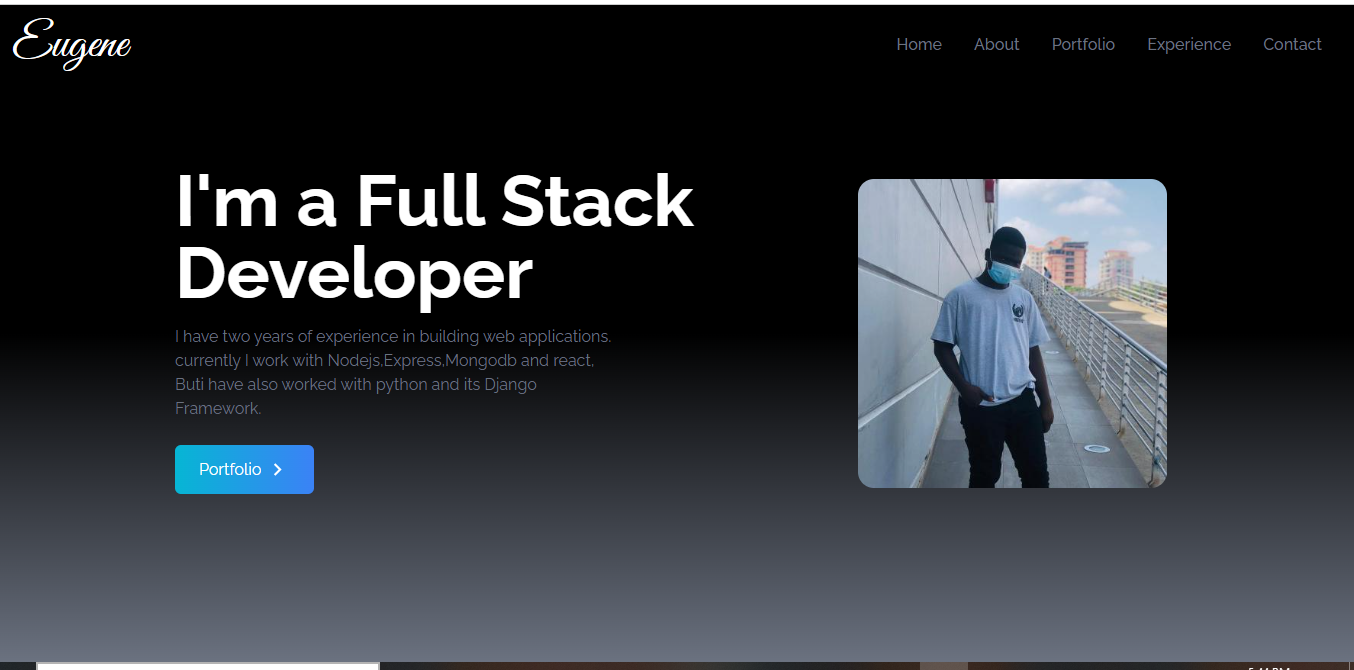 Eugene
Home About Portfolio Experience Contact
I'm a Full Stack
Developer
I have two years of experience in building web applications.
currently I work with Nodejs,Express,Mongodb and react,
Buti have also worked with python and its Django
Framework.
Portfolio